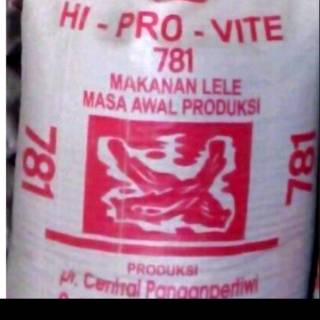 HI - PRO - VITE
781
MAKANAN LELE
MASA AWAL PRODUKSI
781
781
PRODUKSI
PT. Central Panganpertiwi